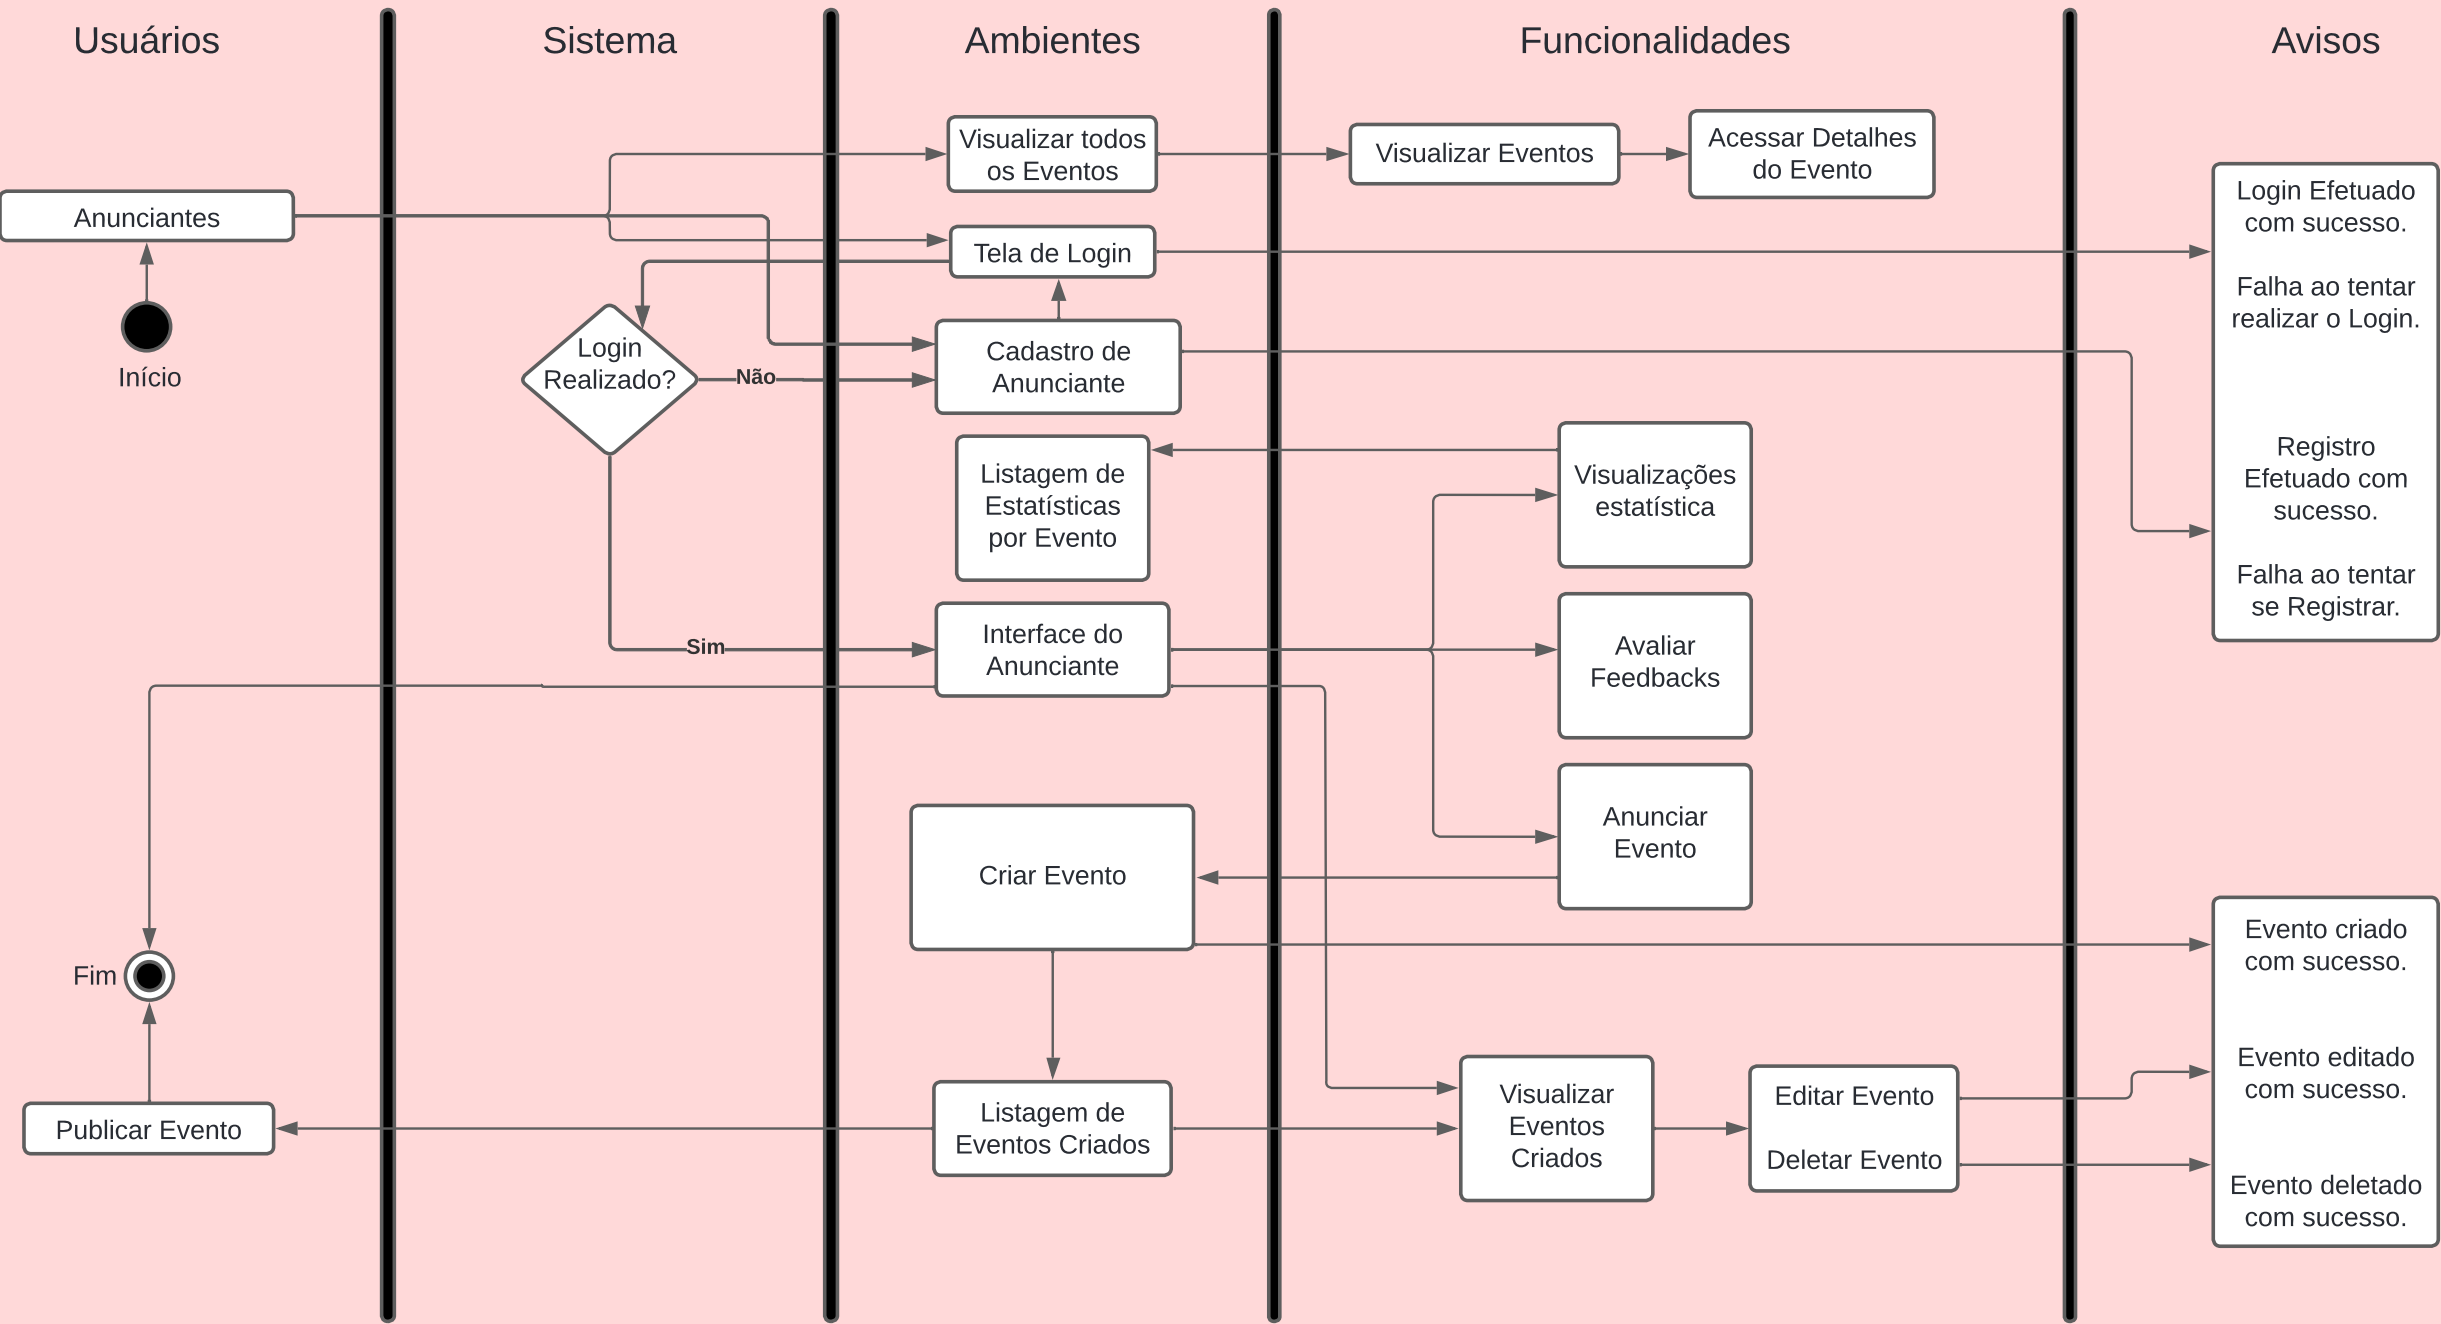 Usuários
Sistema
Ambientes
Funcionalidades
Avisos
Anunciantes
Início
Fim
Publicar Evento
Login
Realizado?
Não
Sim
Visualizar todos
os Eventos
Tela de Login
Cadastro de
Anunciante
Listagem de
Estatísticas
por Evento
Interface do
Anunciante
Criar Evento
Listagem de
Eventos Criados
Visualizar Eventos
Acessar Detalhes
do Evento
Visualizações
estatística
Avaliar
Feedbacks
Anunciar
Evento
Visualizar
Eventos
Criados
Editar Evento
Deletar Evento
Login Efetuado
com sucesso.
Falha ao tentar
realizar o Login.
Registro
Efetuado com
sucesso.
Falha ao tentar
se Registrar.
Evento criado
com sucesso.
Evento editado
com sucesso.
Evento deletado
com sucesso.